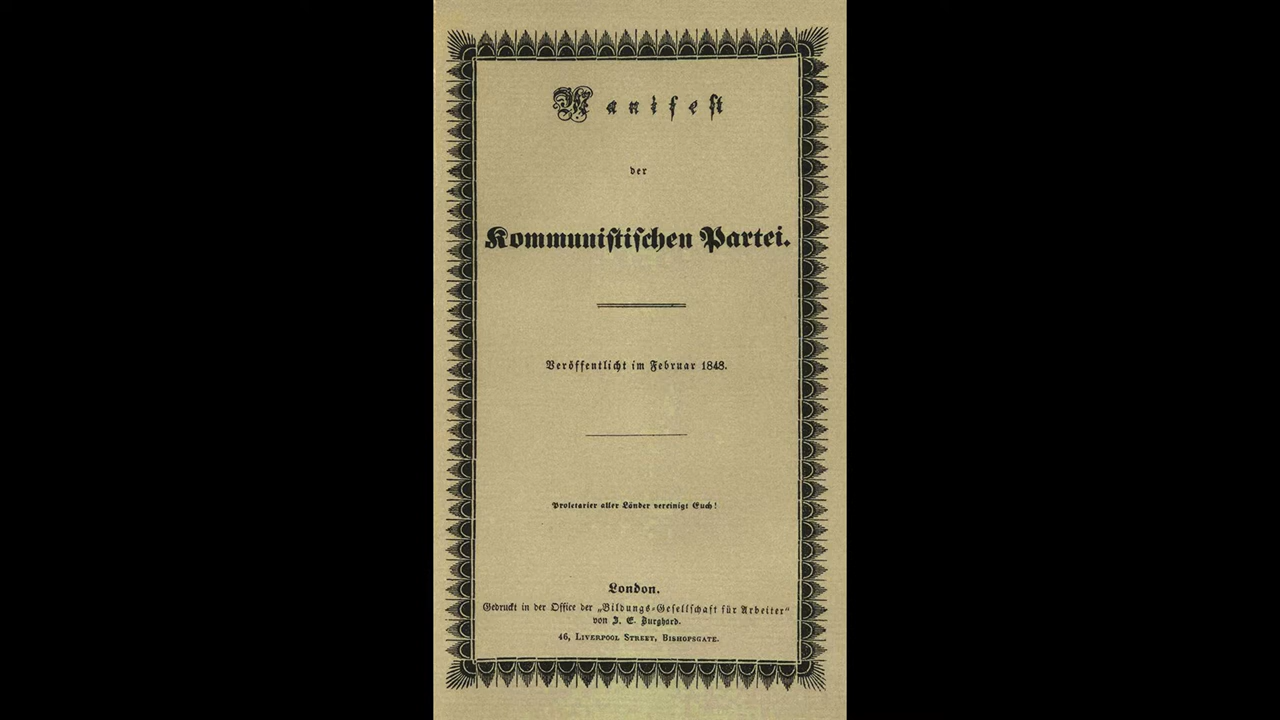 Manifest
der
Kommunistischen Partei.
Veröffentlicht im Februar 1848.
Proletarier aller Länder vereinigt Euch!
London.
Gedruckt in der Office der „Bildungs-Gesellschaft für Arbeiter“
von J. E. Burghard.
46, LIVERPOOL STREET, BISHOPSGATE.